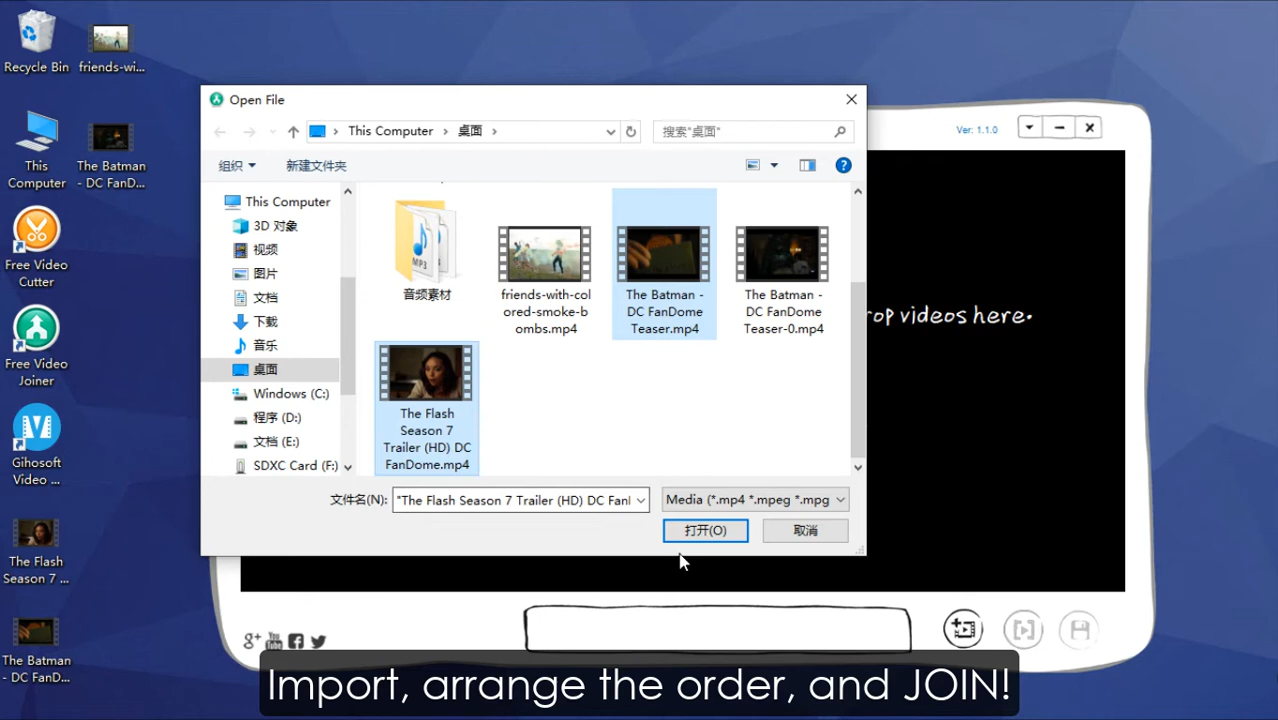 Recycle Bin
friends-wi...
This
Computer
The Batman
- DC FanD...
Free Video
Cutter
Free Video
Joiner
Gihosoft
Video ...
The Flash
Season 7 ...
The Batman
- DC FanD...
Open File
This Computer
桌面
搜索"桌面"
组织
新建文件夹
This Computer
3D 对象
视频
图片
文档
下载
音乐
桌面
Windows (C:)
程序 (D:)
文档 (E:)
SDXC Card (F:)
MP3
音频素材
friends-with-col
ored-smoke-b
ombs.mp4
The Batman -
DC FanDome
Teaser.mp4
The Batman -
DC FanDome
Teaser-0.mp4
The Flash
Season 7
Trailer (HD) DC
FanDome.mp4
文件名(N):
"The Flash Season 7 Trailer (HD) DC Fanl
Media (*.mp4 *.mpeg *.mpg
打开(O)
取消
Ver: 1.1.0
rop videos here.
g+
You
Tube
Import, arrange the order, and JOIN!